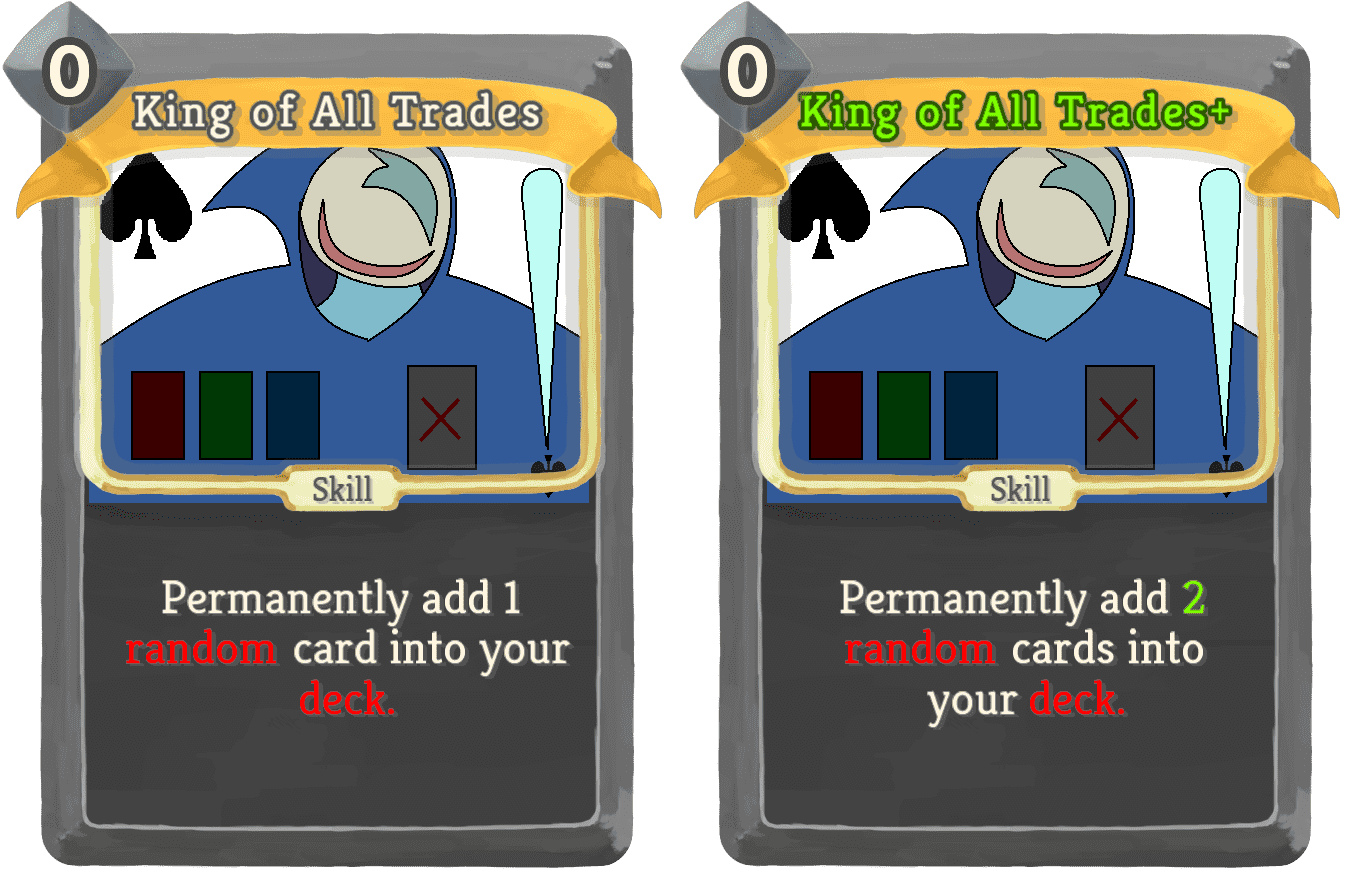 0
King of All Trades
Skill
Permanently add 1
random card into your
deck.
0
King of All Trades+
Skill
Permanently add 2
random cards into
your deck.